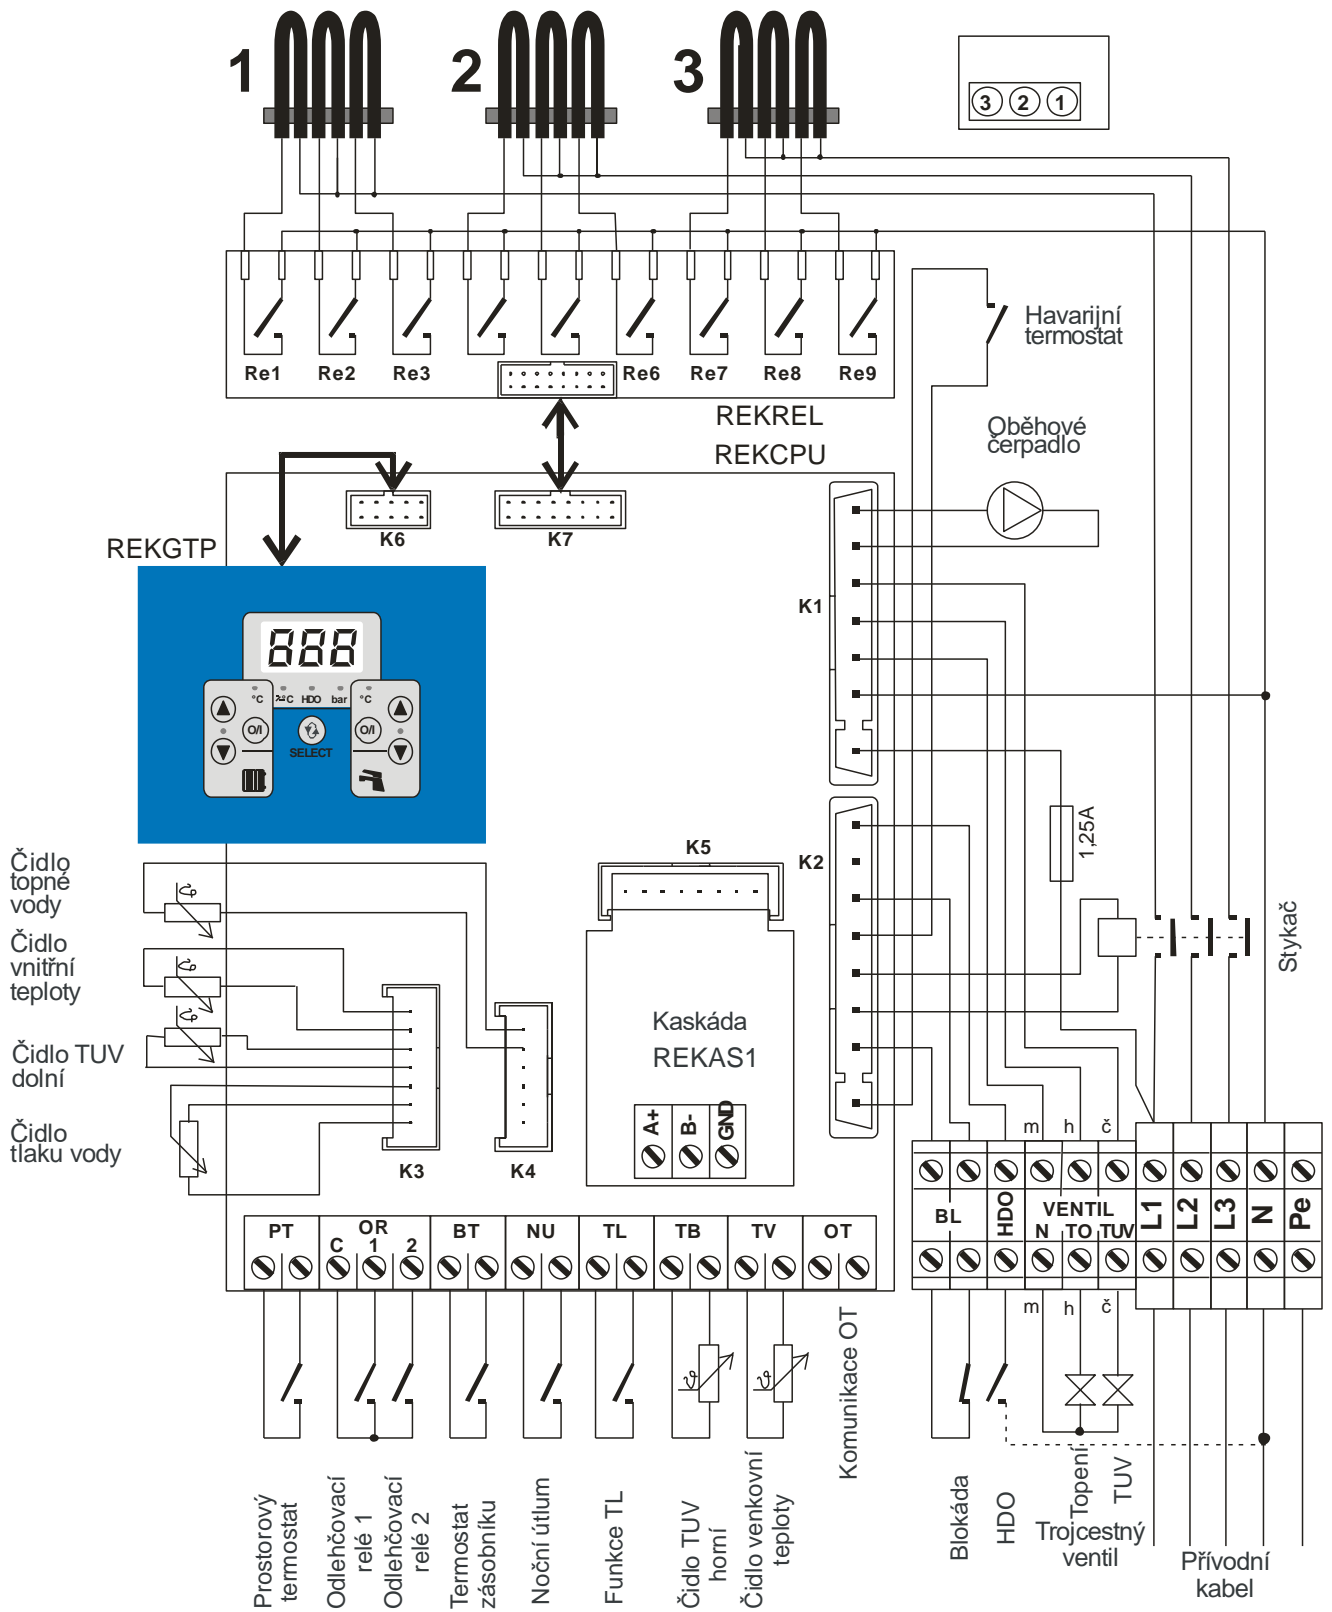 1 2 3
3 2 1
Re1 Re2 Re3 Re6 Re7 Re8 Re9
Havarijní
termostat
REKREL
REKCPU
Oběhové
čerpadlo
K6 K7
REKGTP
K1
888
°C °C HDO bar °C
O/I O/I
SELECT
1,25A
K5
K2
Čidlo
topné
vody
Čidlo
vnitřní
teploty
Čidlo TUV
dolní
Čidlo
tlaku vody
Stykač
Kaskáda
REKAS1
A+ B- GND
K3 K4
m h č
PT OR BT NU TL TB TV OT
C 1 2
BL HDO VENTIL L1 L2 L3 N Pe
N TO TUV
m h č
Prostorový
termostat
Odlehčovací
relé 1
Odlehčovací
relé 2
Termostat
zásobníku
Noční útlum
Funkce TL
Čidlo TUV
horní
Čidlo venkovní
teploty
Komunikace OT
Blokáda
HDO
Topení
TUV
Trojcestný
ventil
Přívodní
kabel